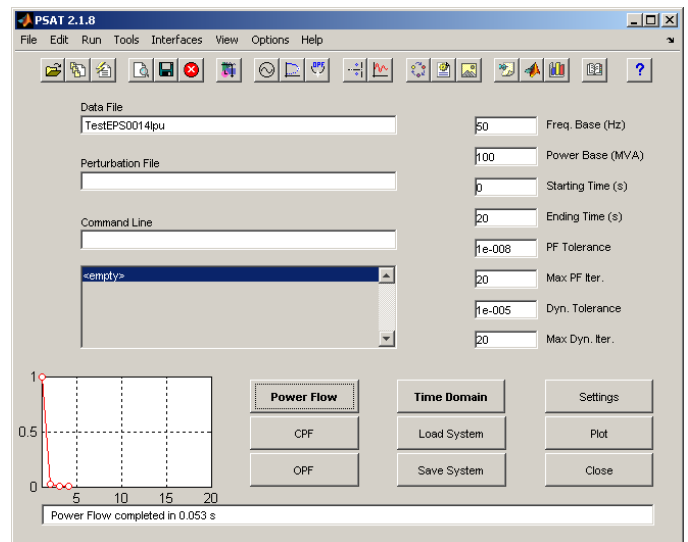 PSAT 2.1.8
File Edit Run Tools Interfaces View Options Help
OPF
?
Data File
TestEPS0014lpu
Perturbation File
Command Line
<empty>
50 Freq. Base (Hz)
100 Power Base (MVA)
0 Starting Time (s)
20 Ending Time (s)
1e-008 PF Tolerance
20 Max PF Iter.
1e-005 Dyn. Tolerance
20 Max Dyn. Iter.
1
0.5
0
5 10 15 20
Power Flow Time Domain Settings
CPF Load System Plot
OPF Save System Close
Power Flow completed in 0.053 s